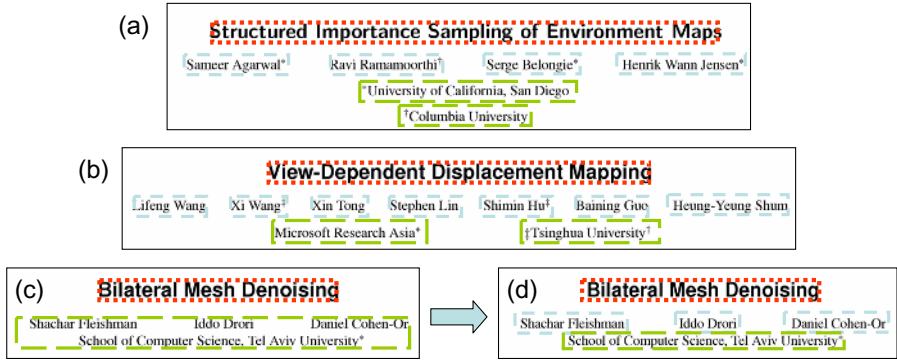 (a)
Structured Importance Sampling of Environment Maps
Sameer Agarwal* Ravi Ramamoorthi† Serge Belongie* Henrik Wann Jensen*
*University of California, San Diego
†Columbia University
(b)
View-Dependent Displacement Mapping
Lifeng Wang Xi Wang‡ Xin Tong Stephen Lin Shimin Hu‡ Baining Guo Heung-Yeung Shum
Microsoft Research Asia* ‡Tsinghua University†
(c)
Bilateral Mesh Denoising
Shachar Fleishman Iddo Drori Daniel Cohen-Or
School of Computer Science, Tel Aviv University*
(d)
Bilateral Mesh Denoising
Shachar Fleishman Iddo Drori Daniel Cohen-Or
School of Computer Science, Tel Aviv University*